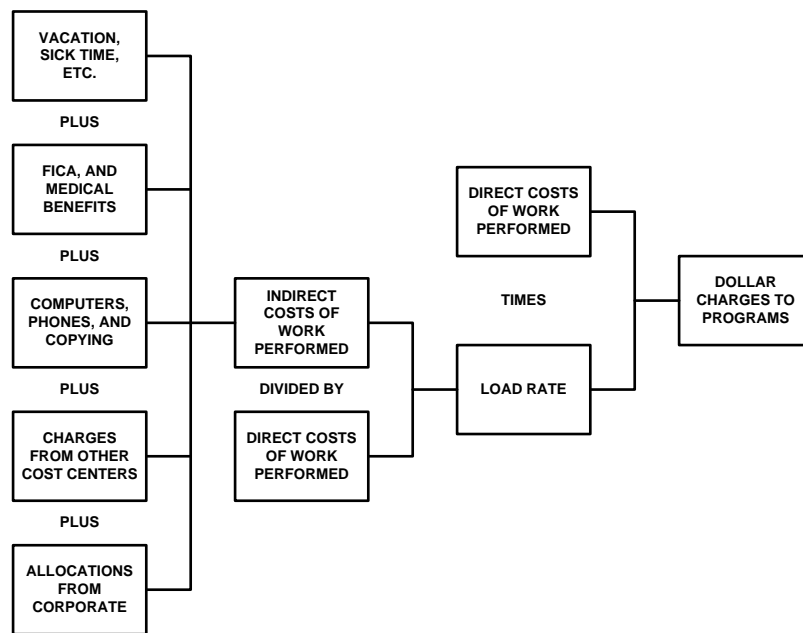 VACATION,
SICK TIME,
ETC.
PLUS
FICA, AND
MEDICAL
BENEFITS
PLUS
COMPUTERS,
PHONES, AND
COPYING
PLUS
CHARGES
FROM OTHER
COST CENTERS
PLUS
ALLOCATIONS
FROM
CORPORATE
INDIRECT
COSTS OF
WORK
PERFORMED
DIVIDED BY
DIRECT COSTS
OF WORK
PERFORMED
DIRECT COSTS
OF WORK
PERFORMED
TIMES
LOAD RATE
DOLLAR
CHARGES TO
PROGRAMS